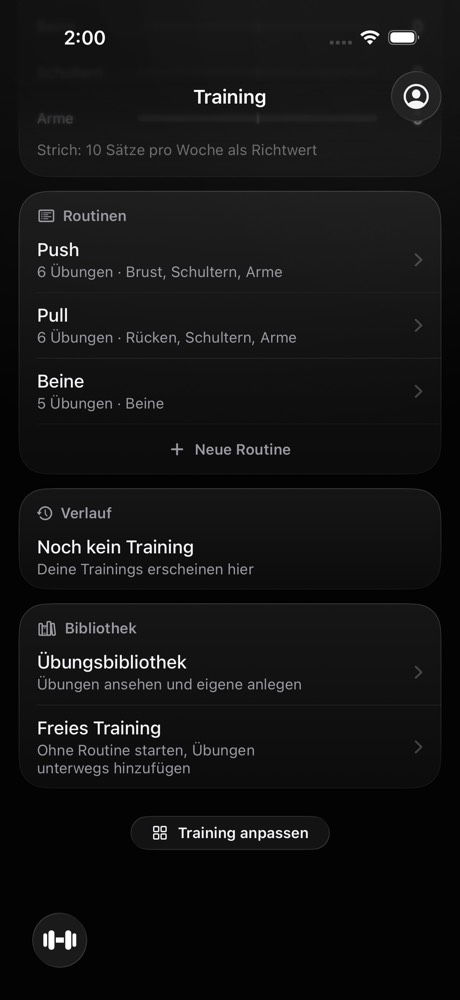 2:00
Schultern
Training
Arme
Strich: 10 Sätze pro Woche als Richtwert
Routinen
Push
6 Übungen · Brust, Schultern, Arme
Pull
6 Übungen · Rücken, Schultern, Arme
Beine
5 Übungen · Beine
+ Neue Routine
Verlauf
Noch kein Training
Deine Trainings erscheinen hier
Bibliothek
Übungsbibliothek
Übungen ansehen und eigene anlegen
Freies Training
Ohne Routine starten, Übungen
unterwegs hinzufügen
Training anpassen